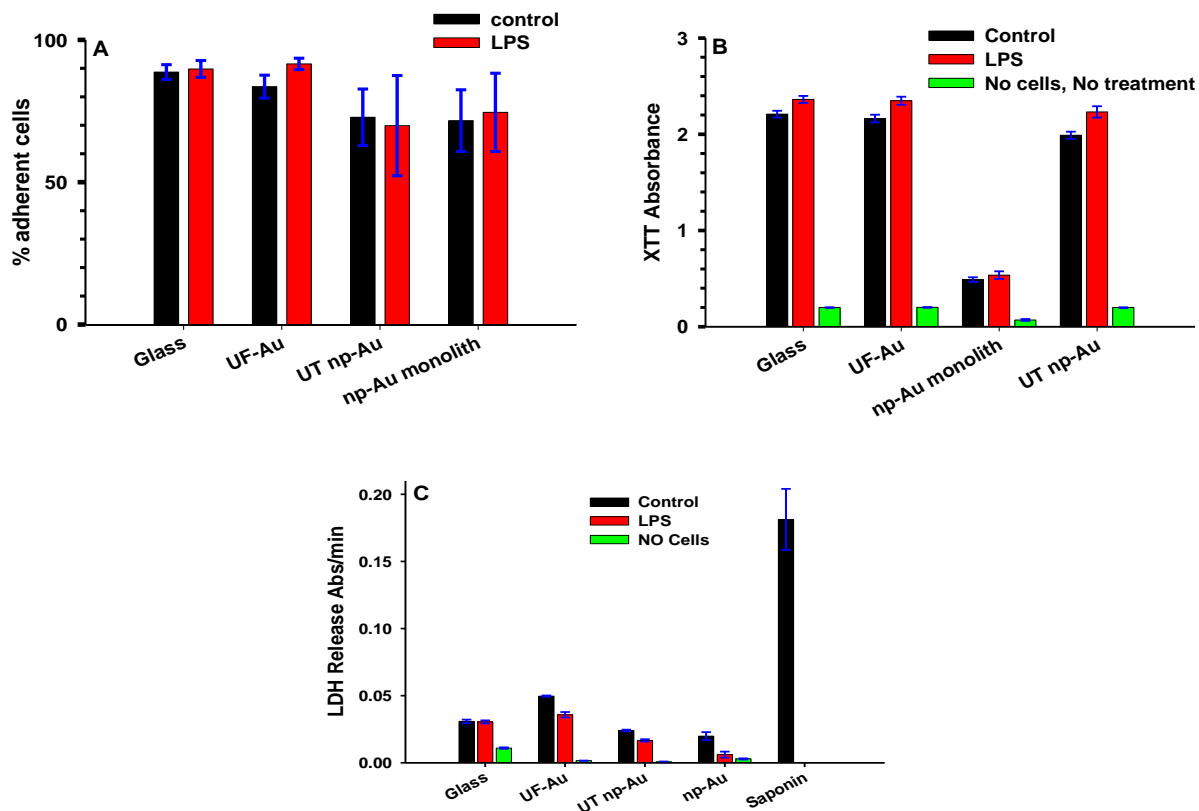 A
control
LPS
% adherent cells
100
50
0
Glass
UF-Au
UT np-Au
np-Au monolith
B
Control
LPS
No cells, No treatment
XTT Absorbance
3
2
1
0
Glass
UF-Au
np-Au monolith
UT np-Au
C
Control
LPS
NO Cells
LDH Release Abs/min
0.20
0.15
0.10
0.05
0.00
Glass
UF-Au
UT np-Au
np-Au
Saponin